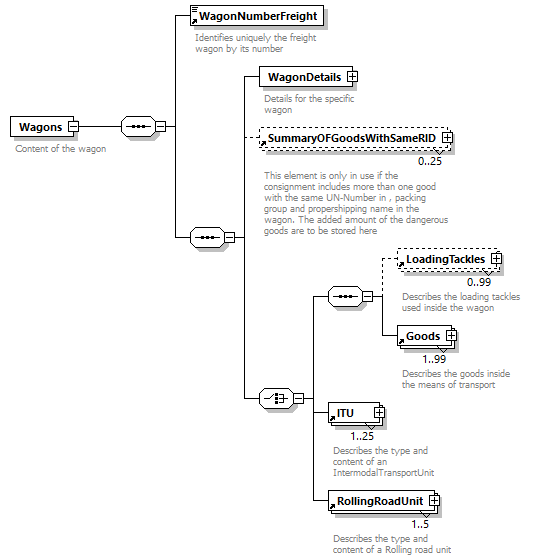 WagonNumberFreight
Identifies uniquely the freight
wagon by its number
WagonDetails
Details for the specific
wagon
Wagons
Content of the wagon
SummaryOFGoodsWithSameRID
0..25
This element is only in use if the
consignment includes more than one good
with the same UN-Number in , packing
group and propershipping name in the
wagon. The added amount of the dangerous
goods are to be stored here
LoadingTackles
0..99
Describes the loading tackles
used inside the wagon
Goods
1..99
Describes the goods inside
the means of transport
ITU
1..25
Describes the type and
content of an
IntermodalTransportUnit
RollingRoadUnit
1..5
Describes the type and
content of a Rolling road unit